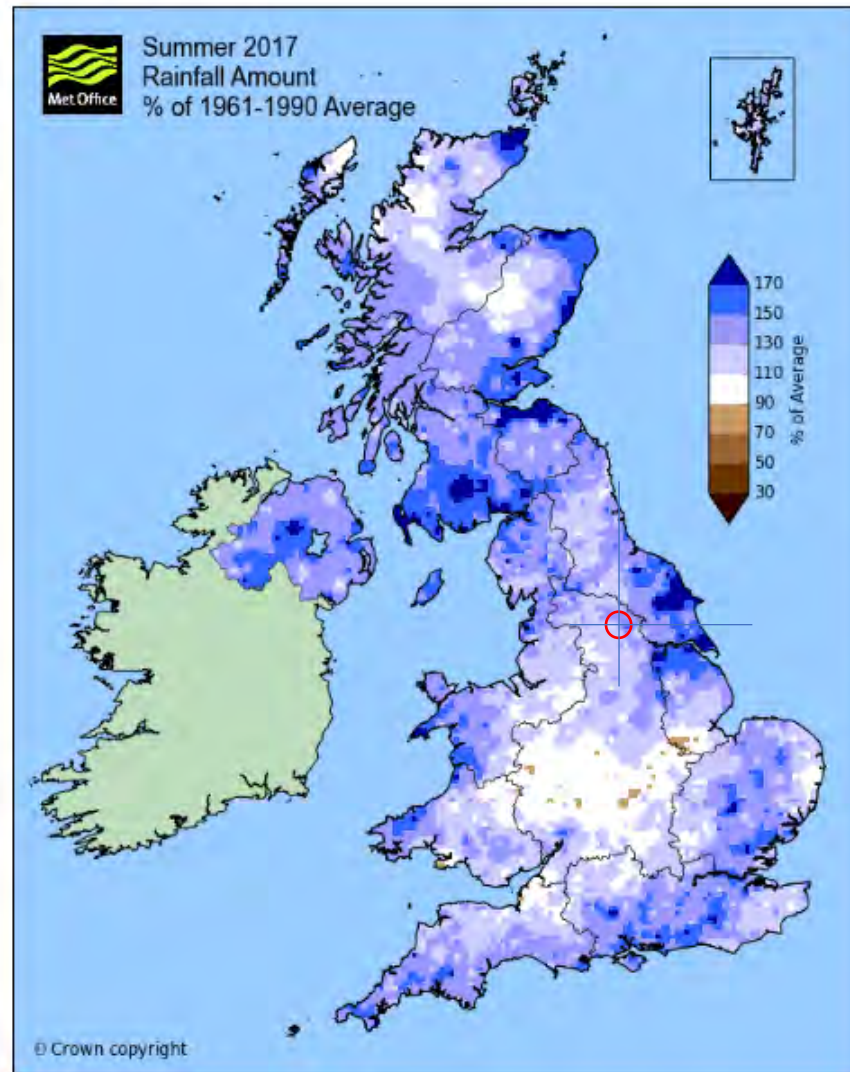 Summer 2017
Rainfall Amount
% of 1961-1990 Average
Met Office
170
150
130
110
90
70
50
30
% of Average
© Crown copyright